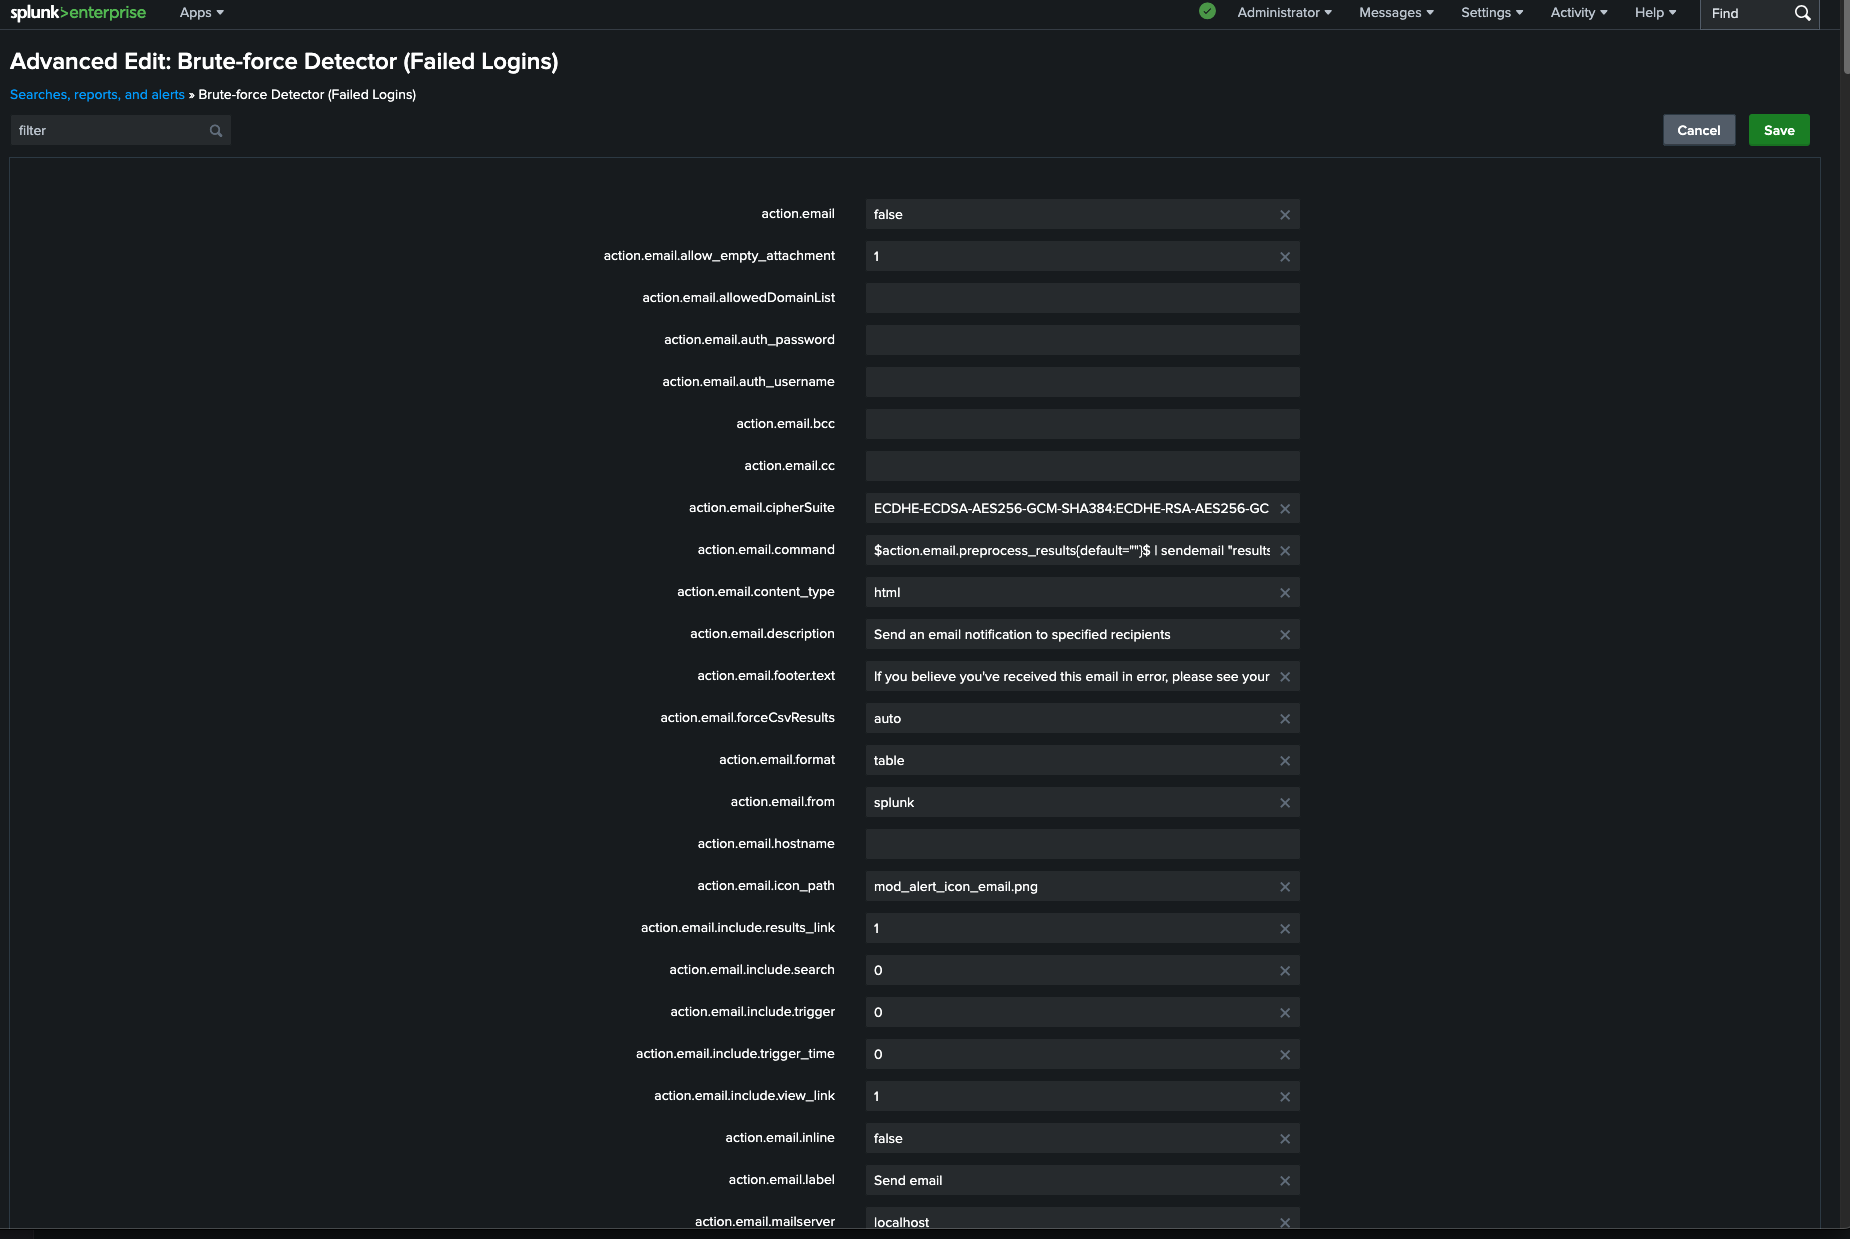 splunk>enterprise Apps Administrator Messages Settings Activity Help Find
Advanced Edit: Brute-force Detector (Failed Logins)
Searches, reports, and alerts » Brute-force Detector (Failed Logins)
filter Cancel Save
action.email false
action.email.allow_empty_attachment 1
action.email.allowedDomainList
action.email.auth_password
action.email.auth_username
action.email.bcc
action.email.cc
action.email.cipherSuite ECDHE-ECDSA-AES256-GCM-SHA384:ECDHE-RSA-AES256-GC
action.email.command $action.email.preprocess_results{default=""}$ | sendemail "results
action.email.content_type html
action.email.description Send an email notification to specified recipients
action.email.footer.text If you believe you've received this email in error, please see your
action.email.forceCsvResults auto
action.email.format table
action.email.from splunk
action.email.hostname
action.email.icon_path mod_alert_icon_email.png
action.email.include.results_link 1
action.email.include.search 0
action.email.include.trigger 0
action.email.include.trigger_time 0
action.email.include.view_link 1
action.email.inline false
action.email.label Send email
action.email.mailserver localhost